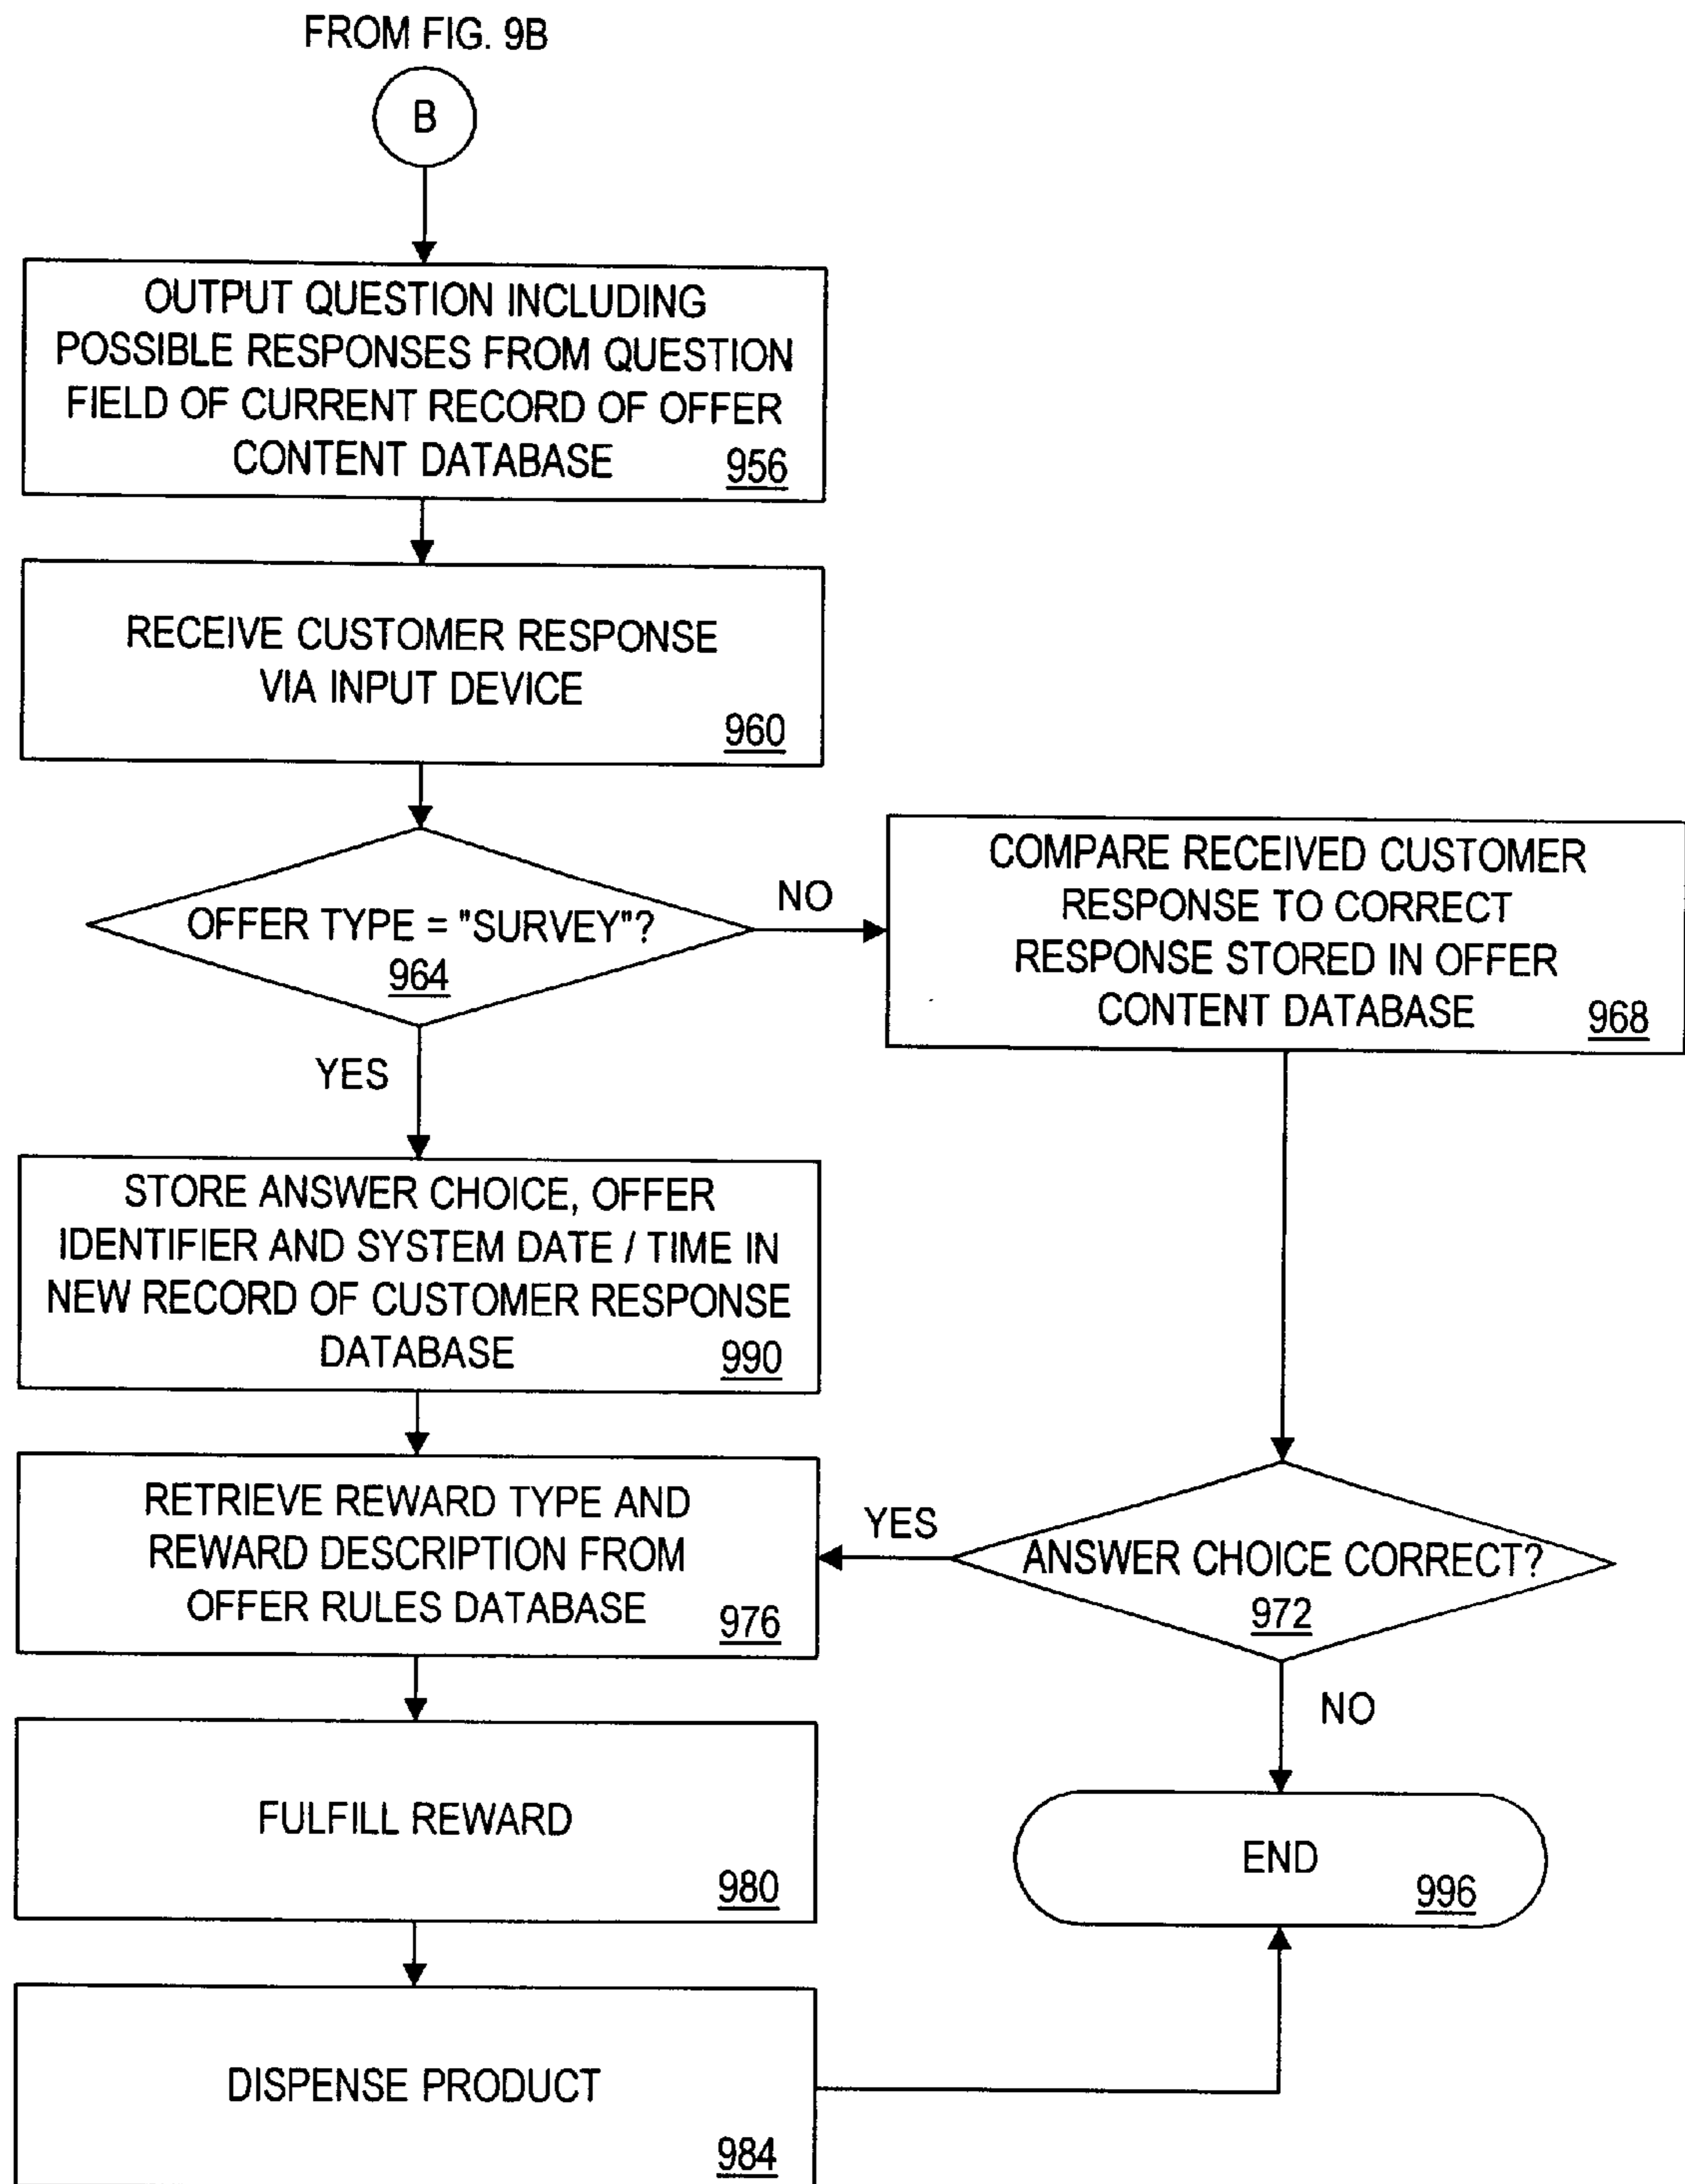 FROM FIG. 9B
B
OUTPUT QUESTION INCLUDING
POSSIBLE RESPONSES FROM QUESTION
FIELD OF CURRENT RECORD OF OFFER
CONTENT DATABASE 956
RECEIVE CUSTOMER RESPONSE
VIA INPUT DEVICE
960
OFFER TYPE = "SURVEY"?
964
NO
COMPARE RECEIVED CUSTOMER
RESPONSE TO CORRECT
RESPONSE STORED IN OFFER
CONTENT DATABASE 968
YES
STORE ANSWER CHOICE, OFFER
IDENTIFIER AND SYSTEM DATE / TIME IN
NEW RECORD OF CUSTOMER RESPONSE
DATABASE 990
RETRIEVE REWARD TYPE AND
REWARD DESCRIPTION FROM
OFFER RULES DATABASE 976
YES
ANSWER CHOICE CORRECT?
972
NO
FULFILL REWARD
980
END
996
DISPENSE PRODUCT
984